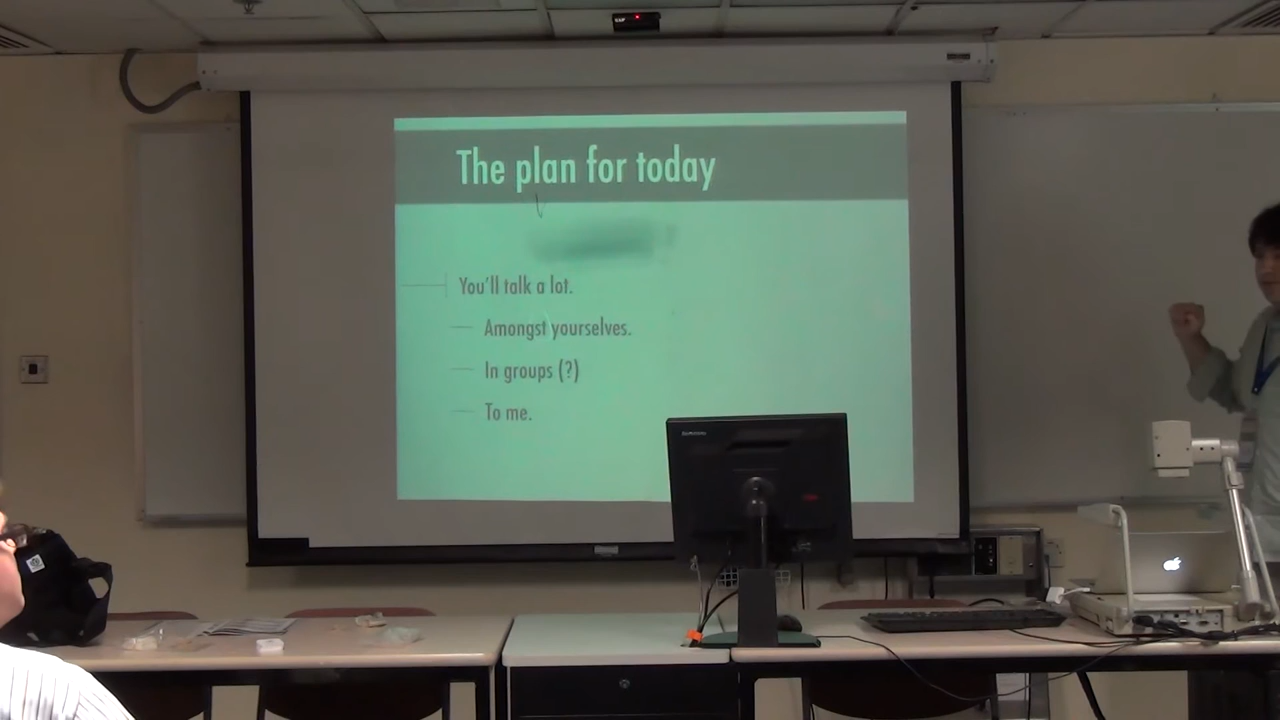 The plan for today
You'll talk a lot.
Amongst yourselves.
In groups (?)
To me.